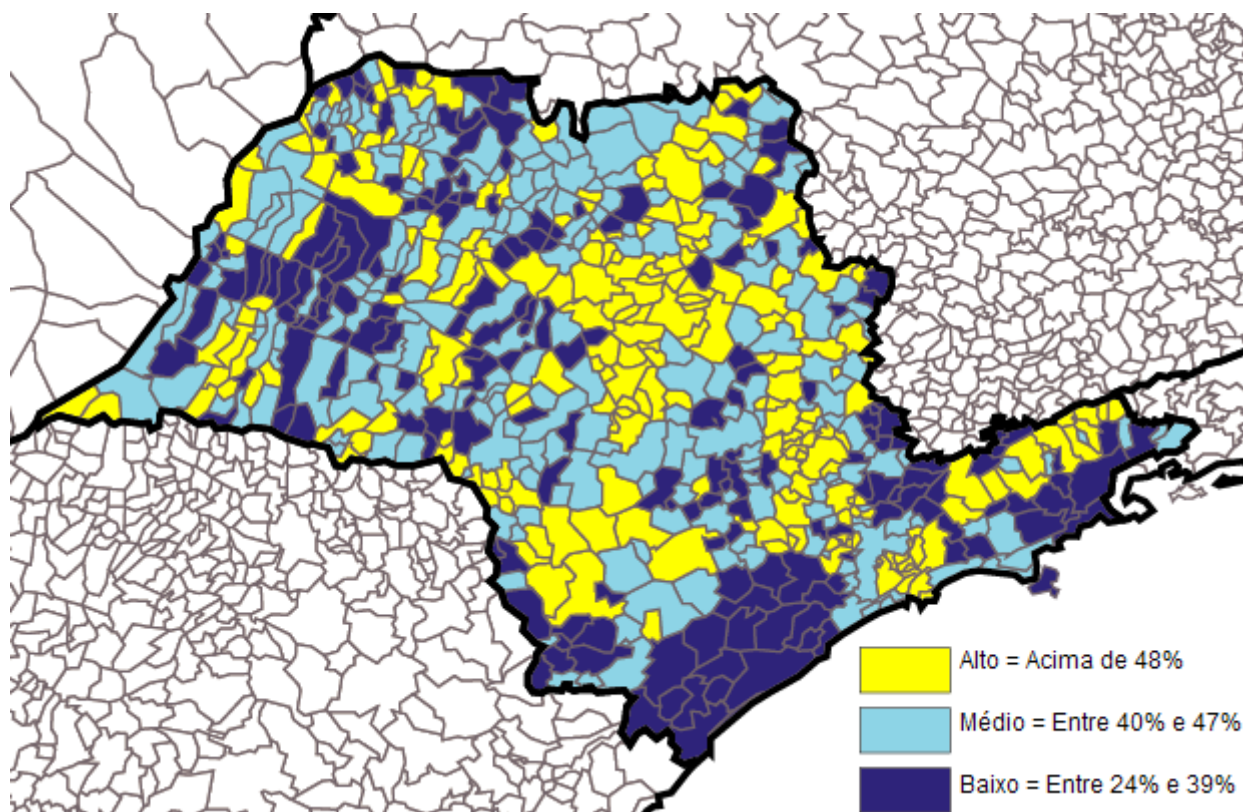 Alto = Acima de 48%
Médio = Entre 40% e 47%
Baixo = Entre 24% e 39%